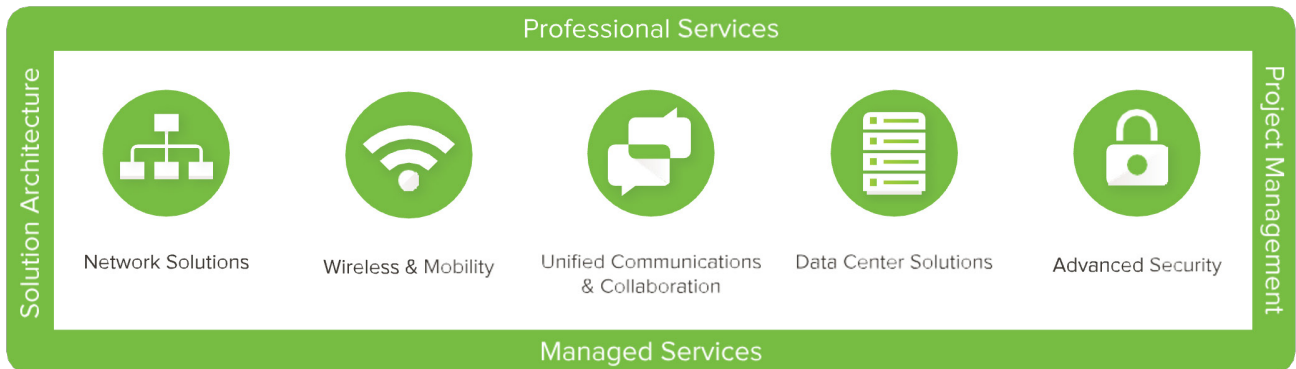 Professional Services
Solution Architecture
Project Management
Network Solutions
Wireless & Mobility
Unified Communications
& Collaboration
Data Center Solutions
Advanced Security
Managed Services